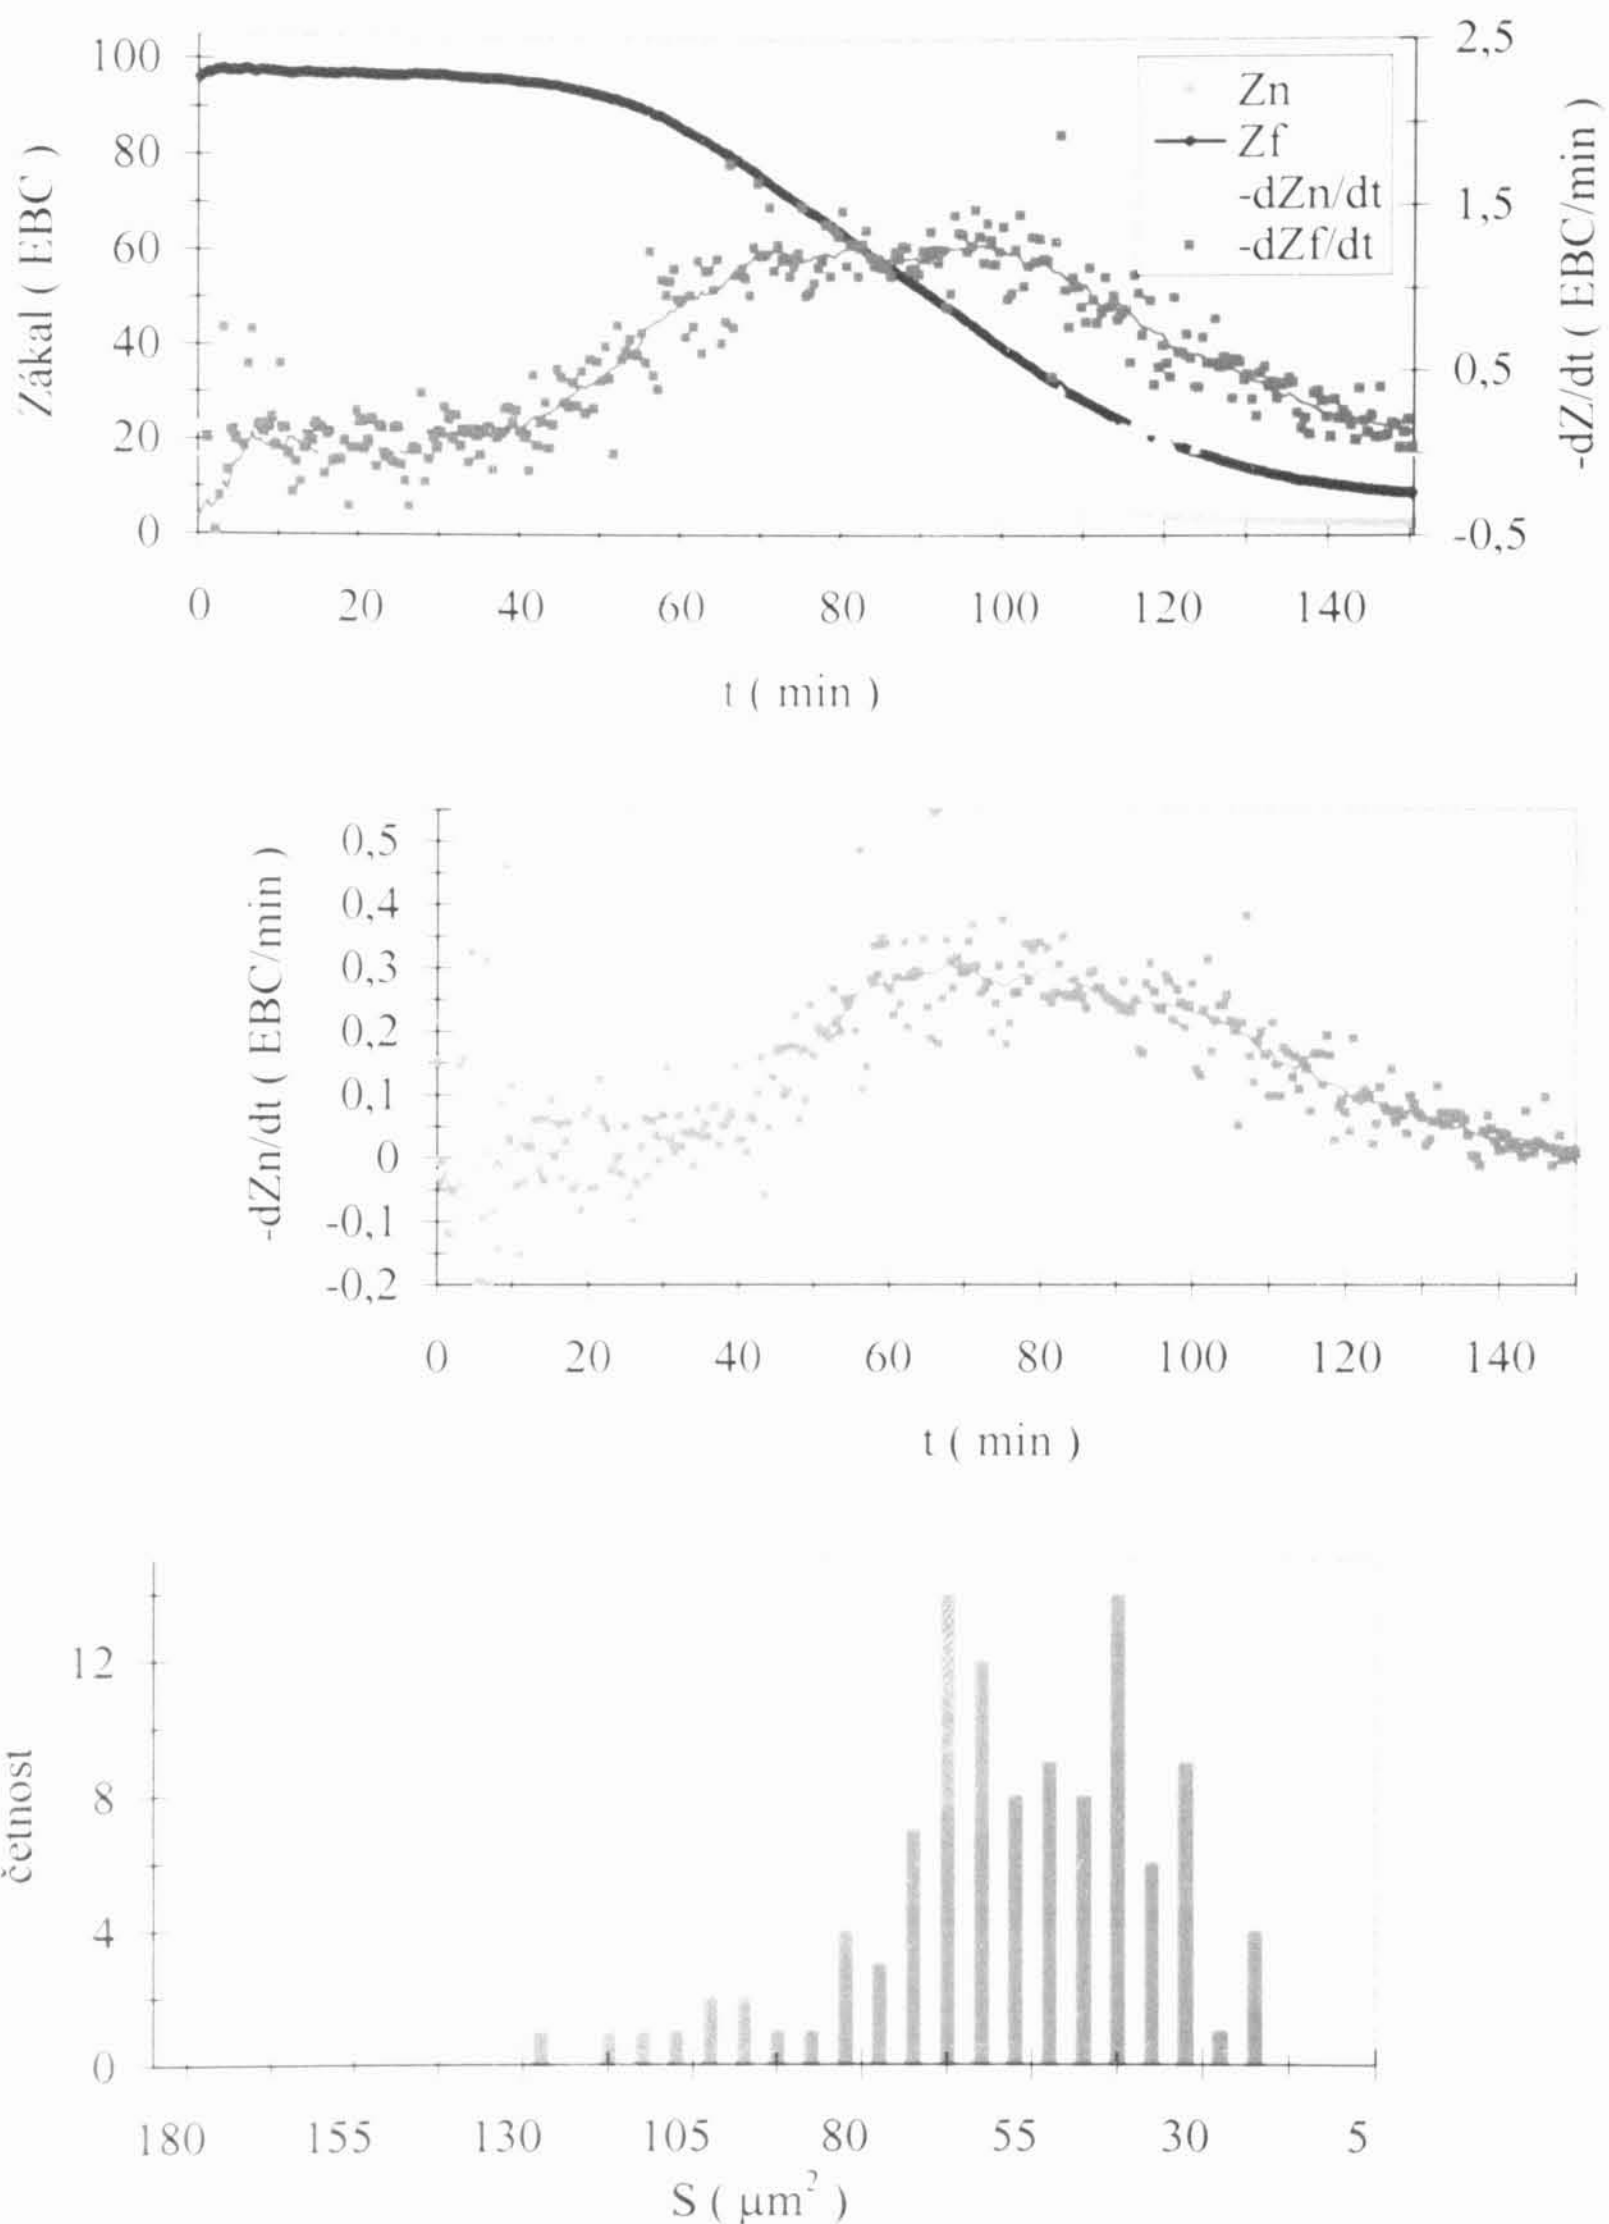 Zákal ( EBC )
100
80
60
40
20
0
2,5
1,5
0,5
-0,5
-dZ/dt ( EBC/min )
Zn
Zf
-dZn/dt
-dZf/dt
0 20 40 60 80 100 120 140
t ( min )
-dZn/dt ( EBC/min )
0,5
0,4
0,3
0,2
0,1
0
-0,1
-0,2
0 20 40 60 80 100 120 140
t ( min )
četnost
12
8
4
0
180 155 130 105 80 55 30 5
S ( µm² )